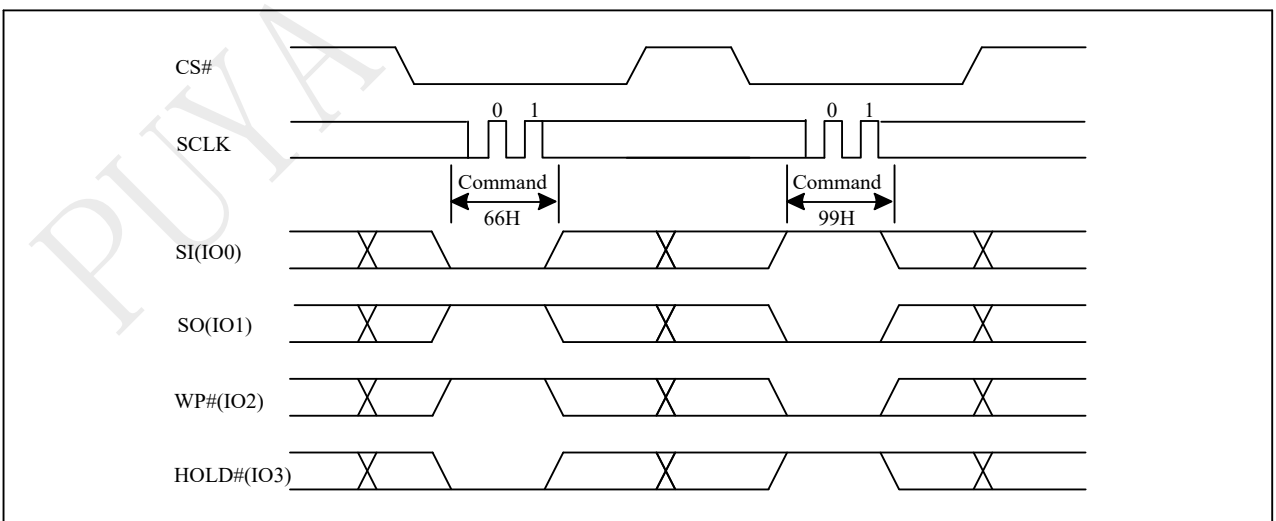 PUYA
CS#
0 1 0 1
SCLK
Command Command
66H 99H
SI(IO0)
SO(IO1)
WP#(IO2)
HOLD#(IO3)